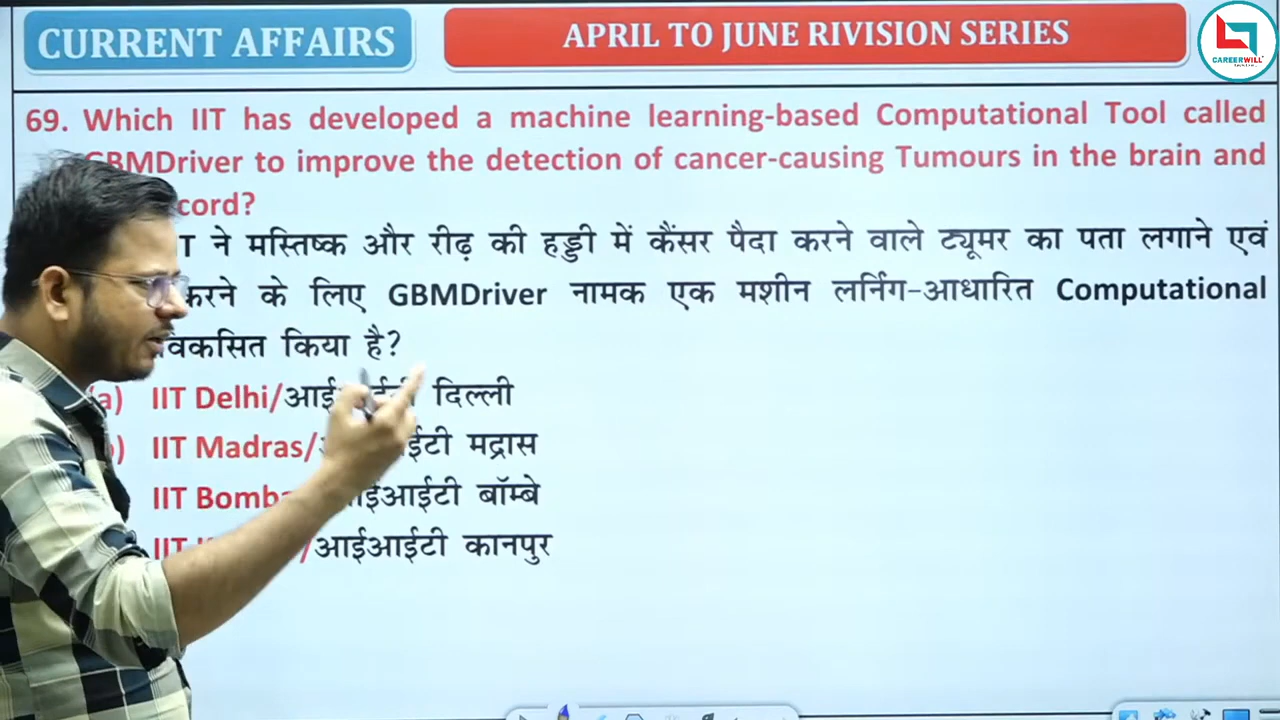 CURRENT AFFAIRS
APRIL TO JUNE RIVISION SERIES
CAREERWILL
69. Which IIT has developed a machine learning-based Computational Tool called
GBMDriver to improve the detection of cancer-causing Tumours in the brain and
cord?
ने मस्तिष्क और रीढ़ की हड्डी में कैंसर पैदा करने वाले ट्यूमर का पता लगाने एवं
करने के लिए GBMDriver नामक एक मशीन लर्निंग-आधारित Computational
विकसित किया है?
(a) IIT Delhi/आईआईटी दिल्ली
IIT Madras/आईआईटी मद्रास
IIT Bombay/आईआईटी बॉम्बे
IIT /आईआईटी कानपुर